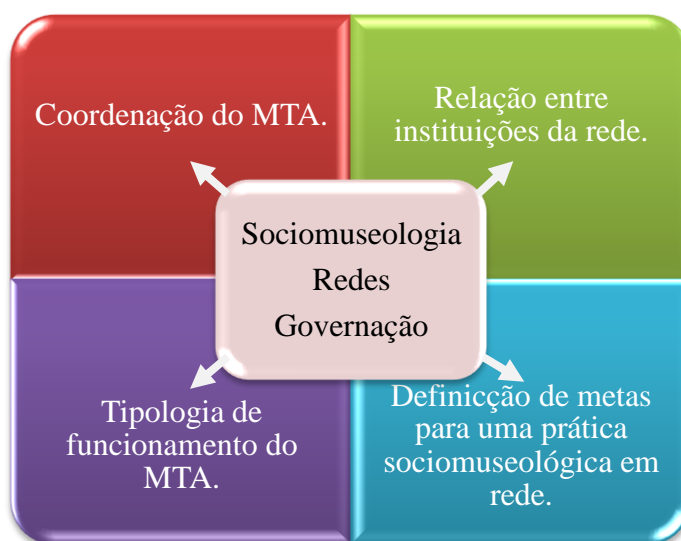 Coordenação do MTA.
Relação entre
instituições da rede.
Sociomuseologia
Redes
Governação
Tipologia de
funcionamento do
MTA.
Definicção de metas
para uma prática
sociomuseológica em
rede.